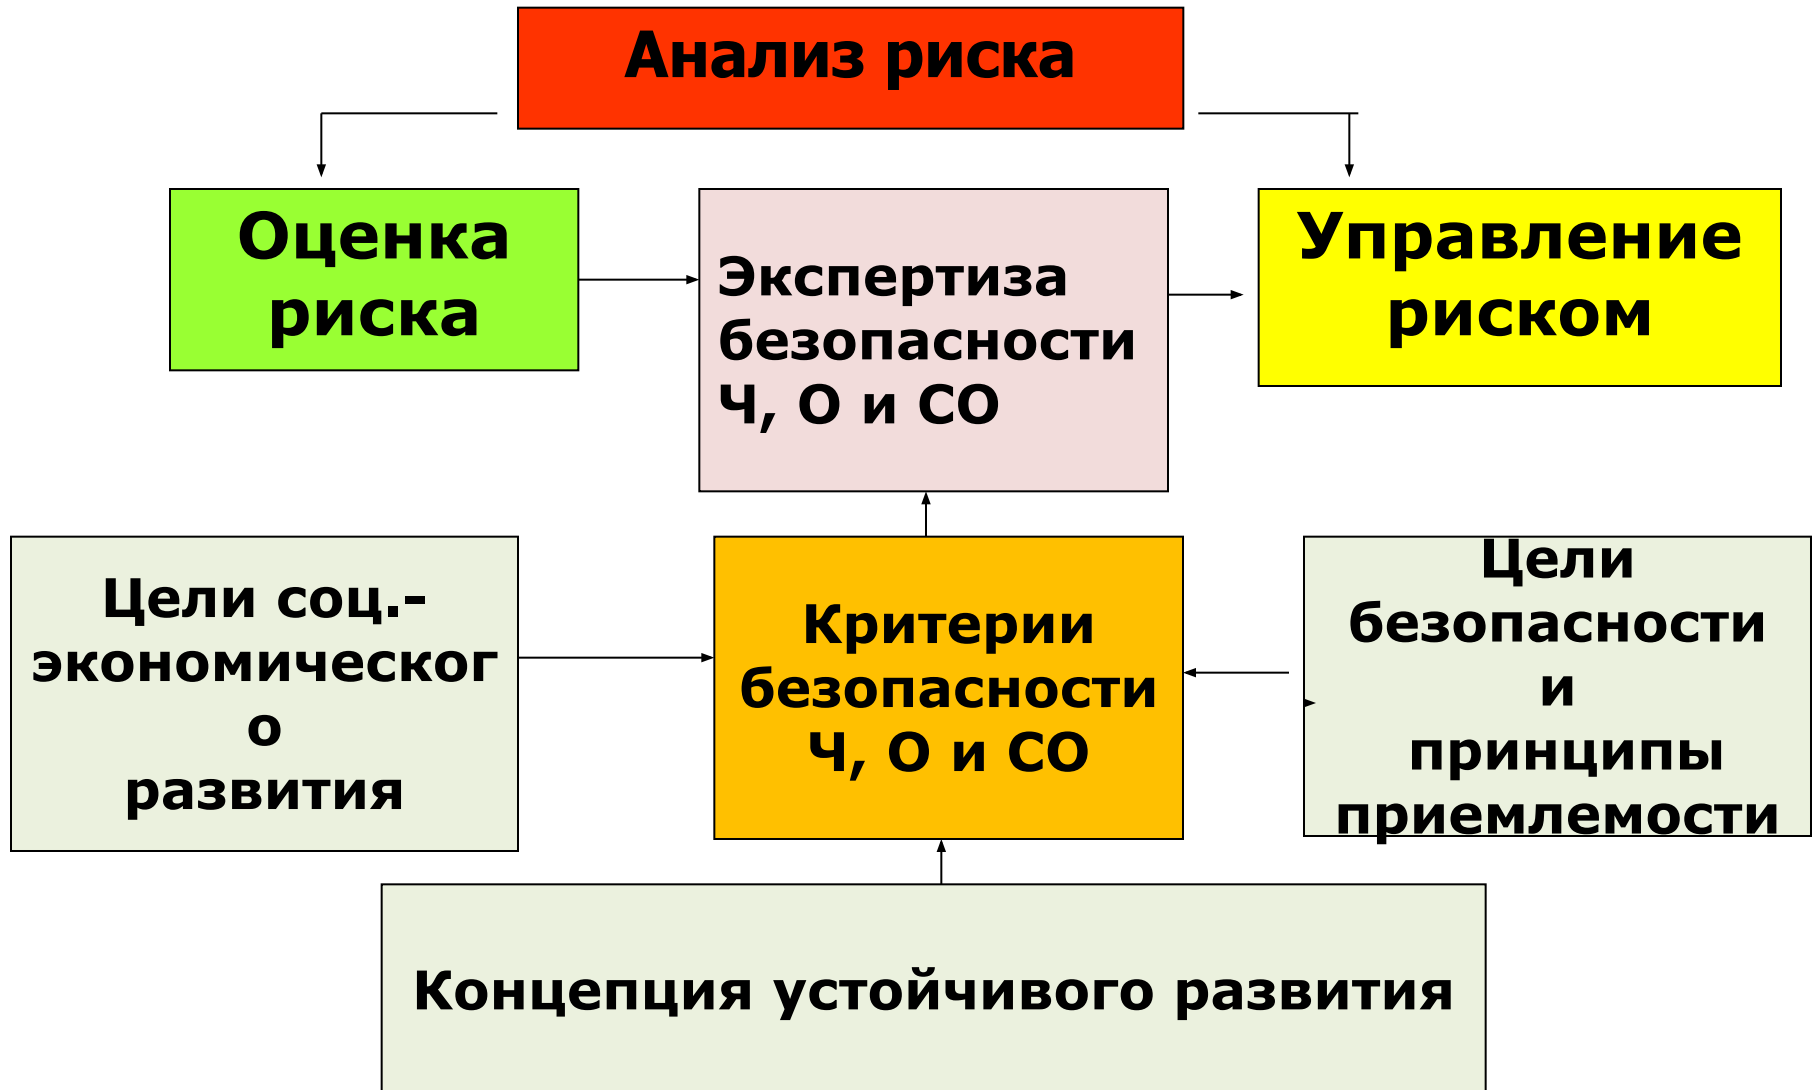 Анализ риска
Оценка
риска
Экспертиза
безопасности
Ч, О и СО
Управление
риском
Цели соц.-
экономическог
о
развития
Критерии
безопасности
Ч, О и СО
Цели
безопасности
и
принципы
приемлемости
Концепция устойчивого развития